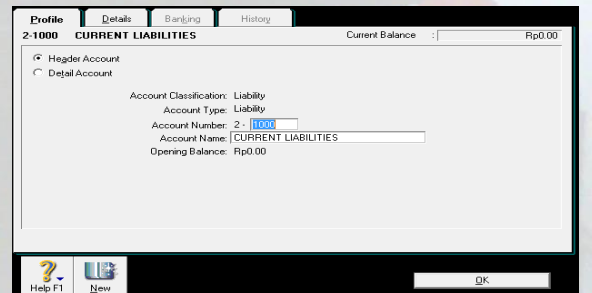 Profile Details Banking History
2-1000 CURRENT LIABILITIES Current Balance : Rp0.00
Header Account
Detail Account
Account Classification: Liability
Account Type: Liability
Account Number: 2 - 1000
Account Name: CURRENT LIABILITIES
Opening Balance: Rp0.00
Help F1 New OK